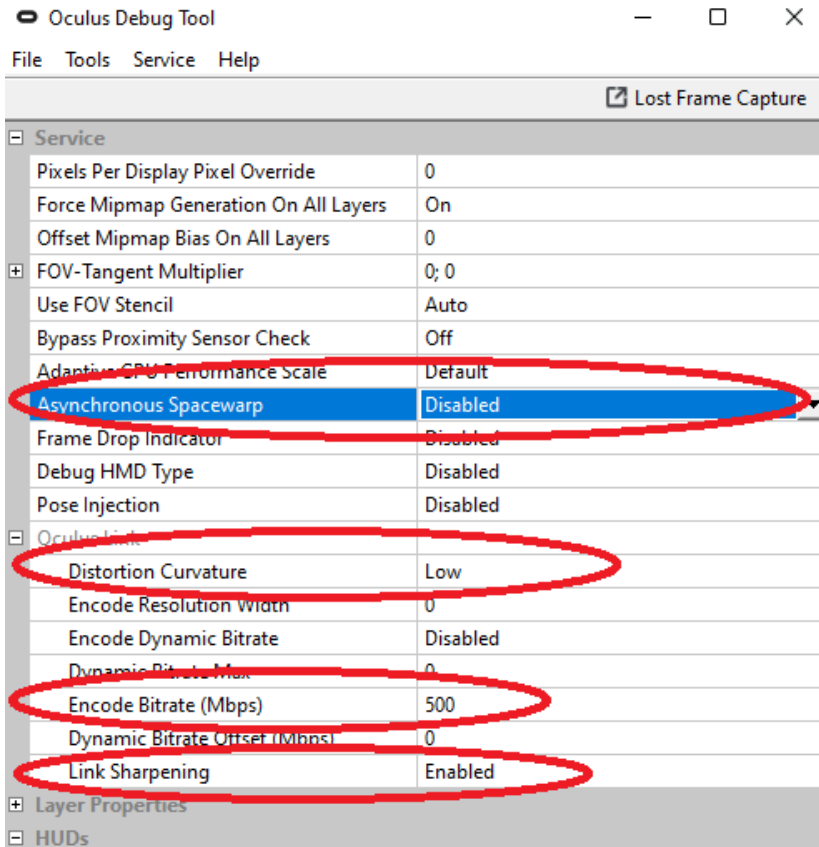 Oculus Debug Tool
File Tools Service Help
Lost Frame Capture
Service
Pixels Per Display Pixel Override 0
Force Mipmap Generation On All Layers On
Offset Mipmap Bias On All Layers 0
FOV-Tangent Multiplier 0; 0
Use FOV Stencil Auto
Bypass Proximity Sensor Check Off
Adaptive GPU Performance Scale Default
Asynchronous Spacewarp Disabled
Frame Drop Indicator Disabled
Debug HMD Type Disabled
Pose Injection Disabled
Oculus Link
Distortion Curvature Low
Encode Resolution Width 0
Encode Dynamic Bitrate Disabled
Dynamic Bitrate Max 0
Encode Bitrate (Mbps) 500
Dynamic Bitrate Offset (Mbps) 0
Link Sharpening Enabled
Layer Properties
HUDs